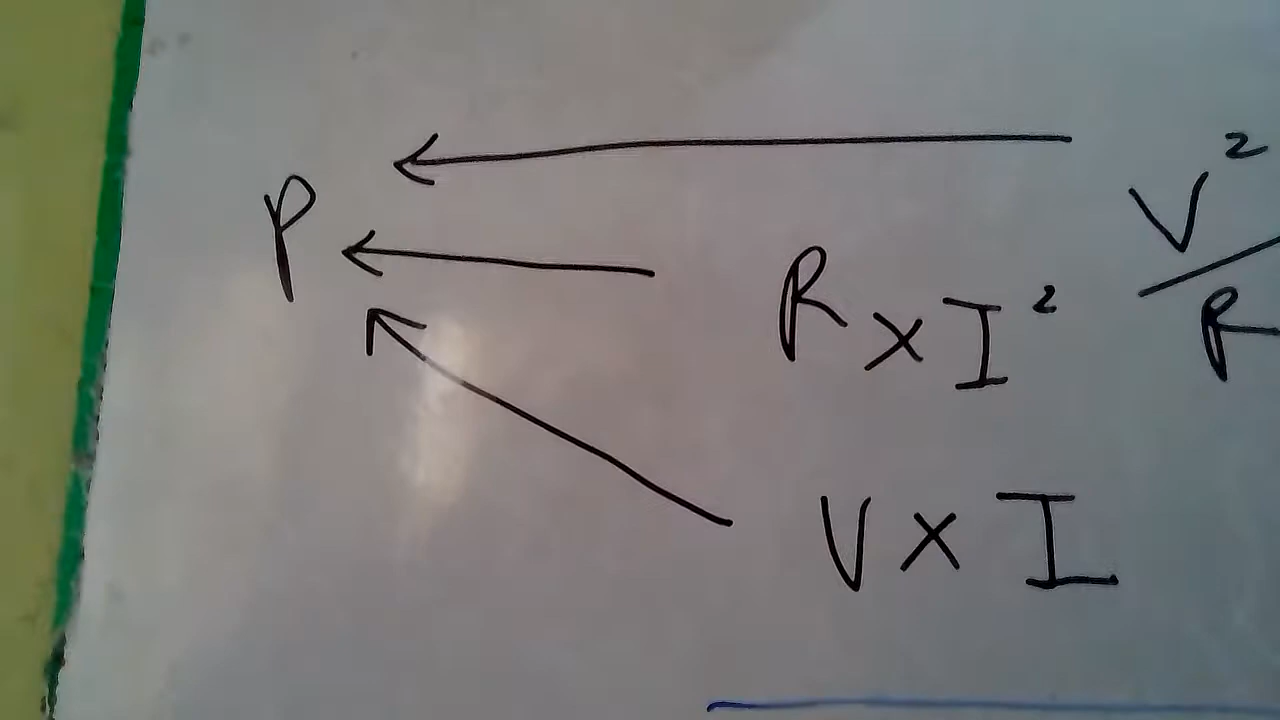 P
V²/R
R × I²
V × I